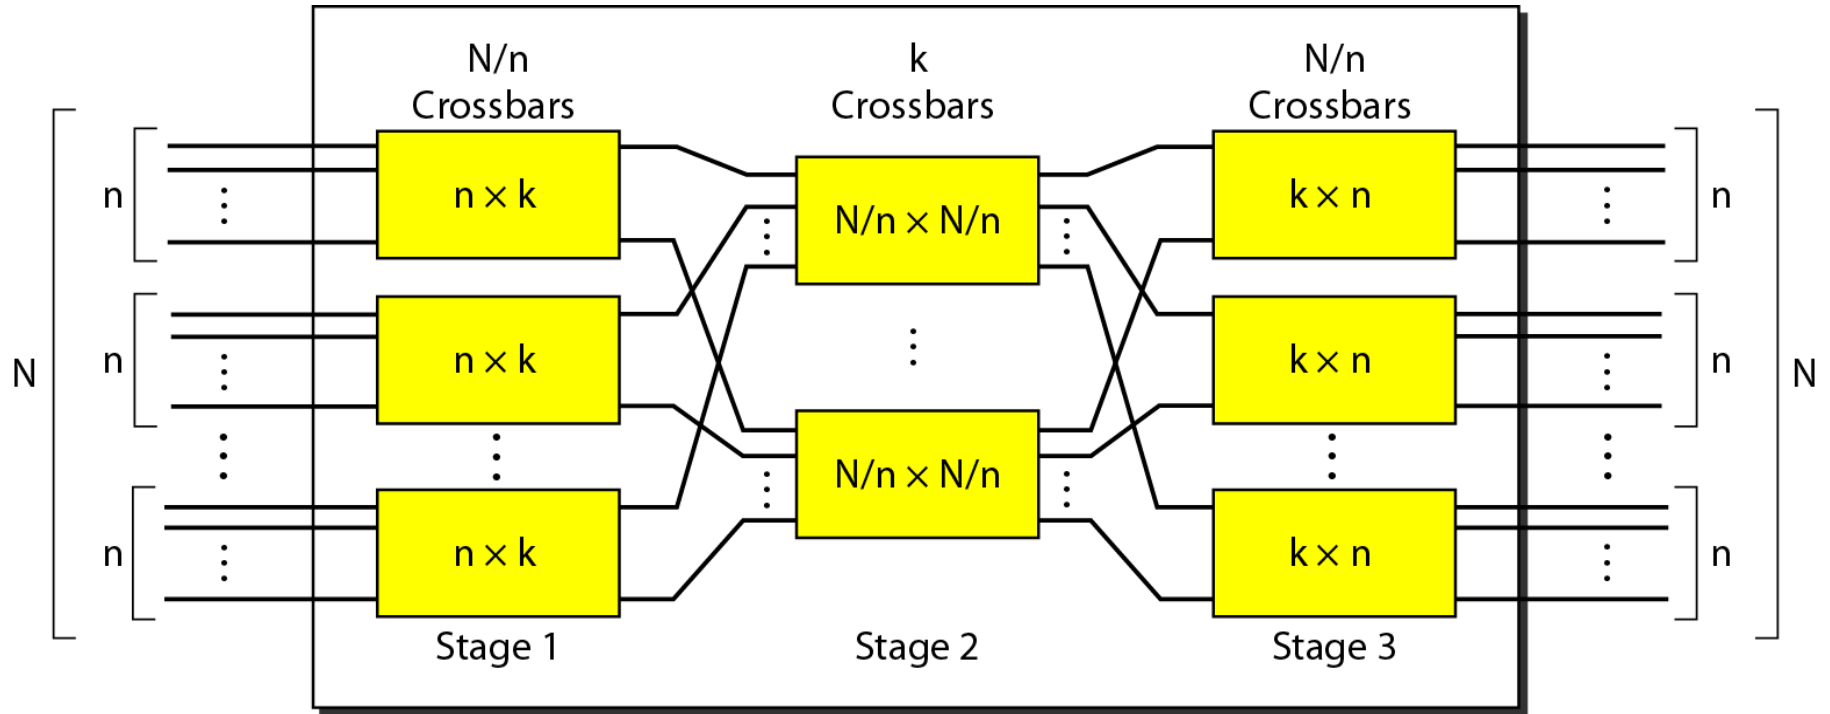 N/n
Crossbars
k
Crossbars
N/n
Crossbars
n
n × k
N/n × N/n
k × n
n
N
n
n × k
k × n
n
N
N/n × N/n
n
n × k
k × n
n
Stage 1
Stage 2
Stage 3